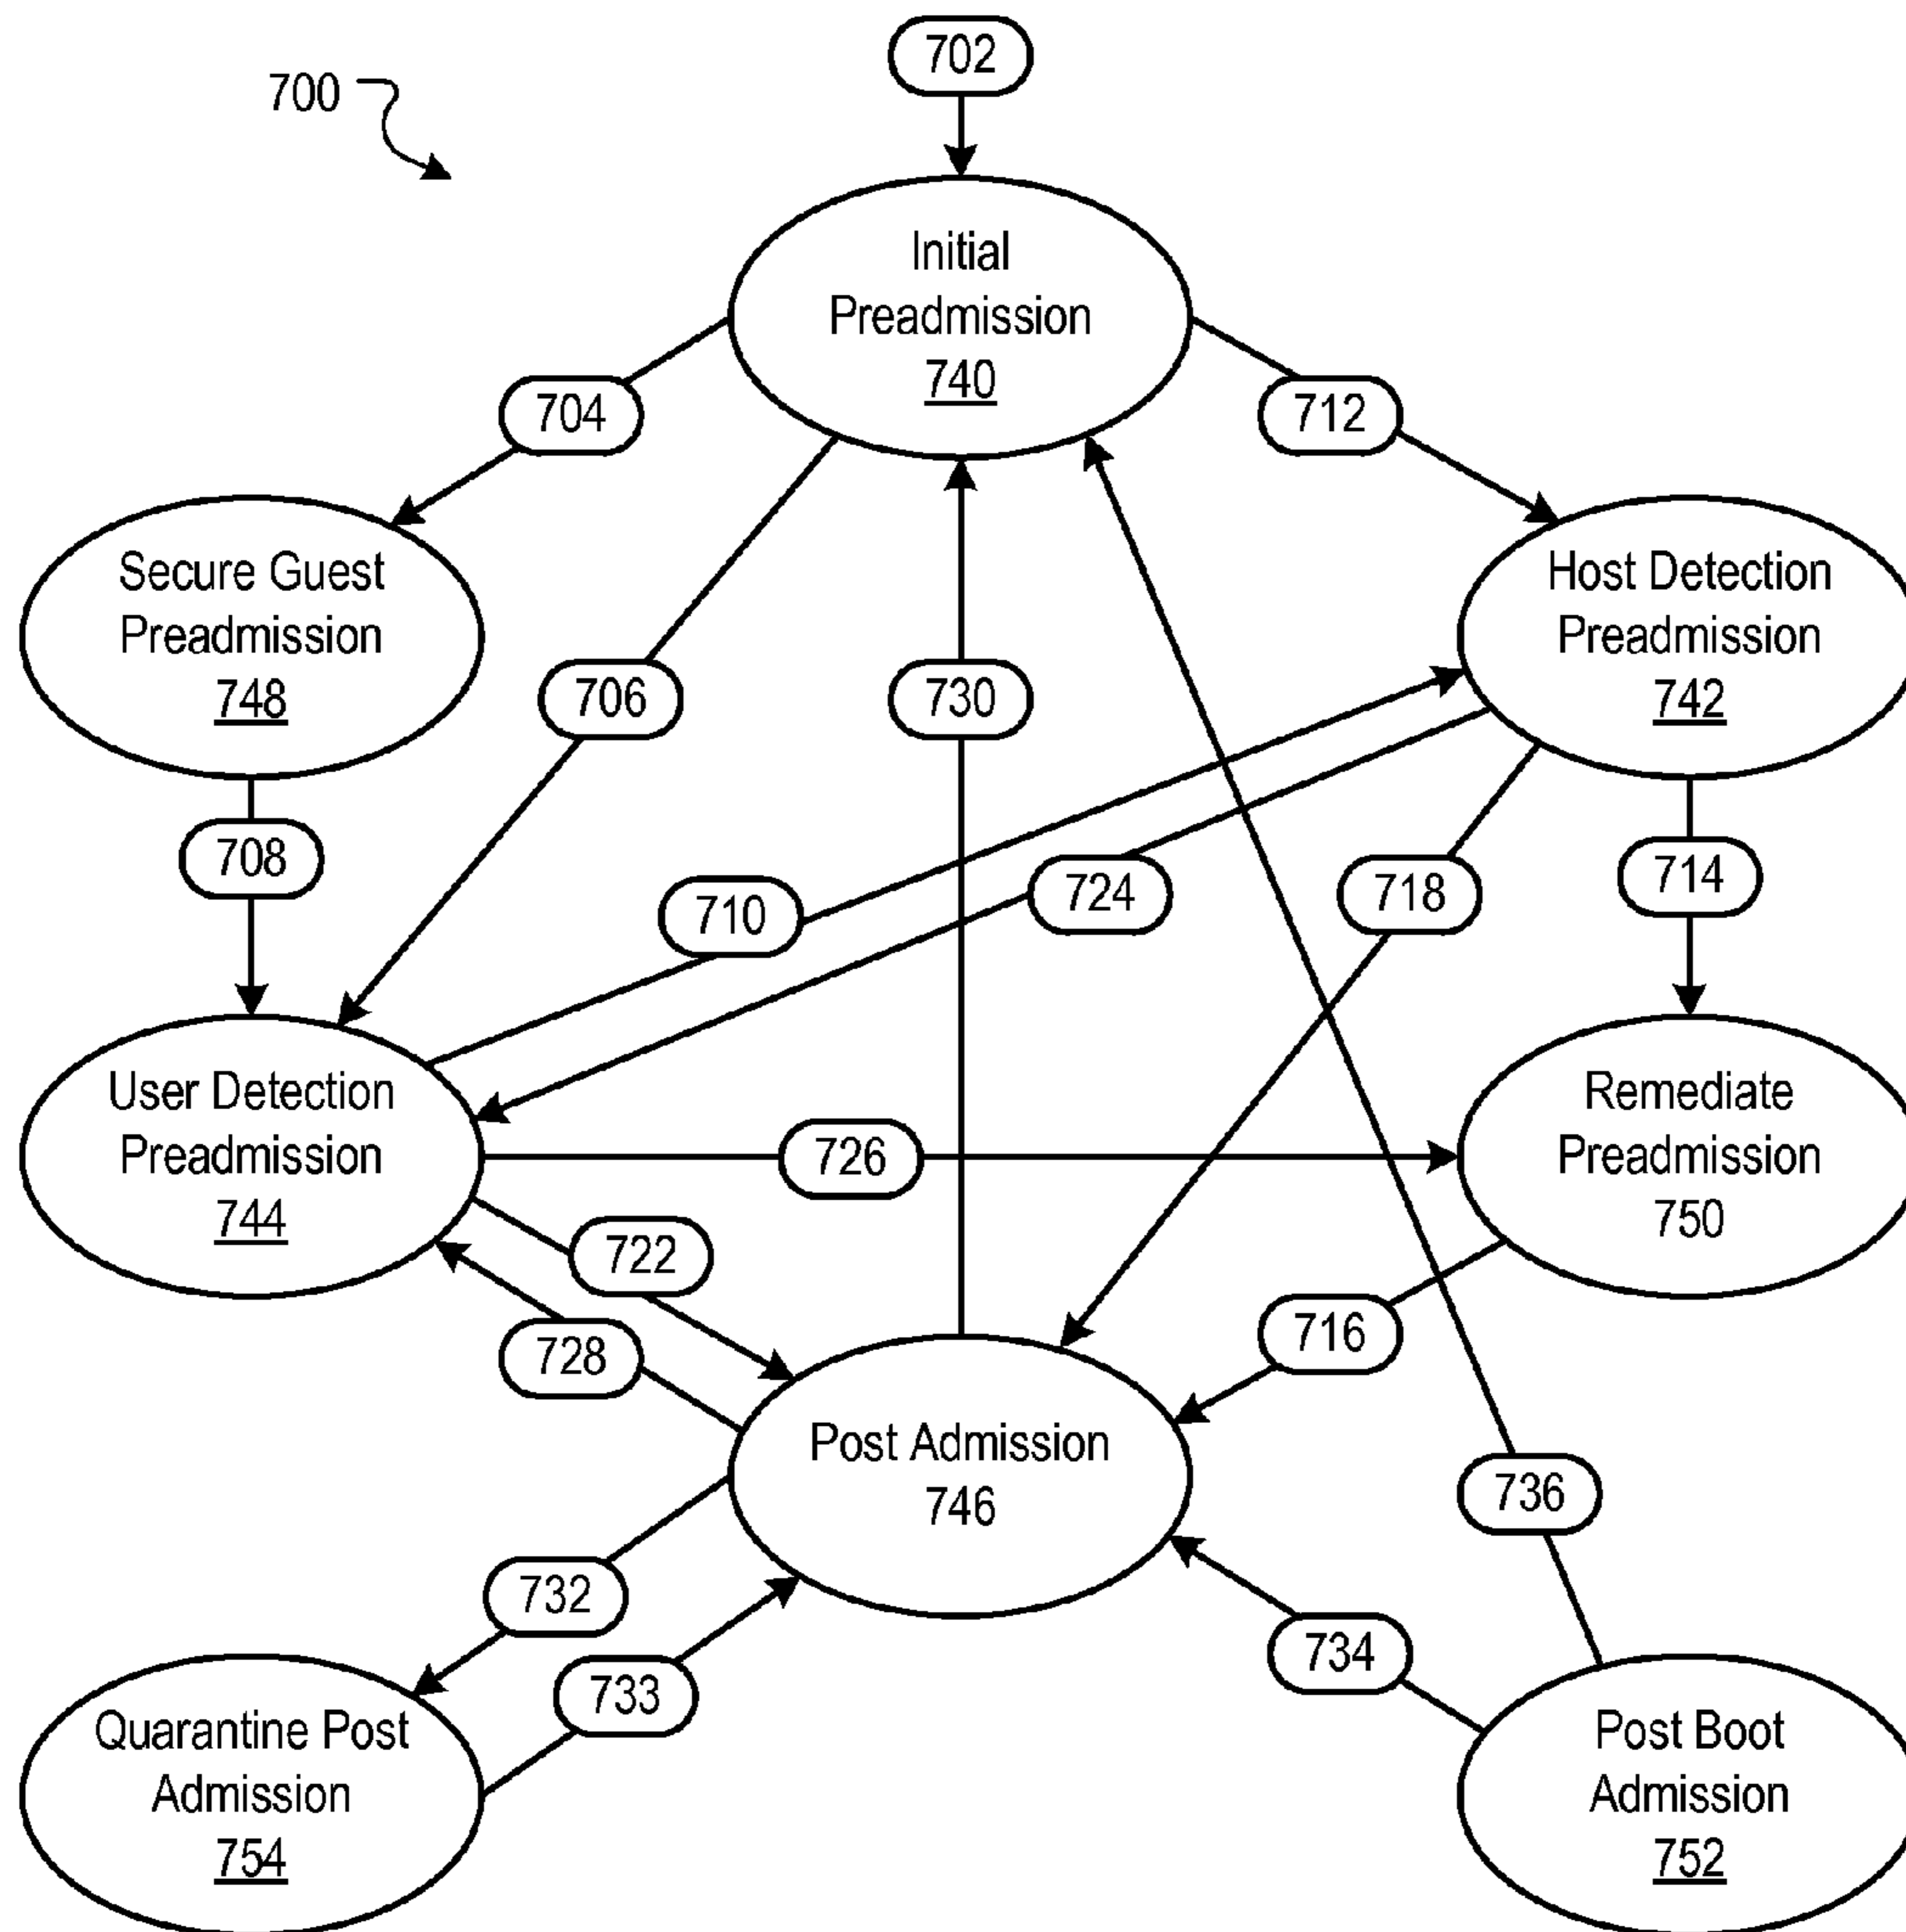 702
700
Initial
Preadmission
740
704
712
Secure Guest
Preadmission
748
Host Detection
Preadmission
742
706
730
708
710
724
718
714
User Detection
Preadmission
744
726
Remediate
Preadmission
750
722
728
716
Post Admission
746
736
732
733
734
Quarantine Post
Admission
754
Post Boot
Admission
752